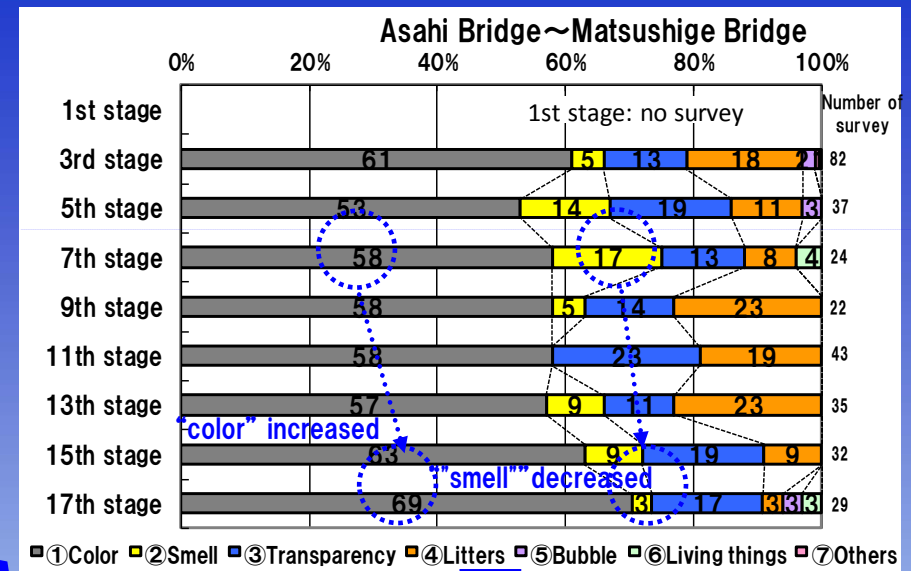 Asahi Bridge～Matsushige Bridge
0% 20% 40% 60% 80% 100%
Number of
survey
1st stage 1st stage: no survey
3rd stage 61 5 13 18 2 1 82
5th stage 53 14 19 11 3 37
7th stage 58 17 13 8 4 24
9th stage 58 5 14 23 22
11th stage 58 23 19 43
13th stage 57 9 11 23 35
"color" increased
15th stage 63 9 19 9 32
""smell"" decreased
17th stage 69 3 17 3 3 3 29
①Color ②Smell ③Transparency ④Litters ⑤Bubble ⑥Living things ⑦Others